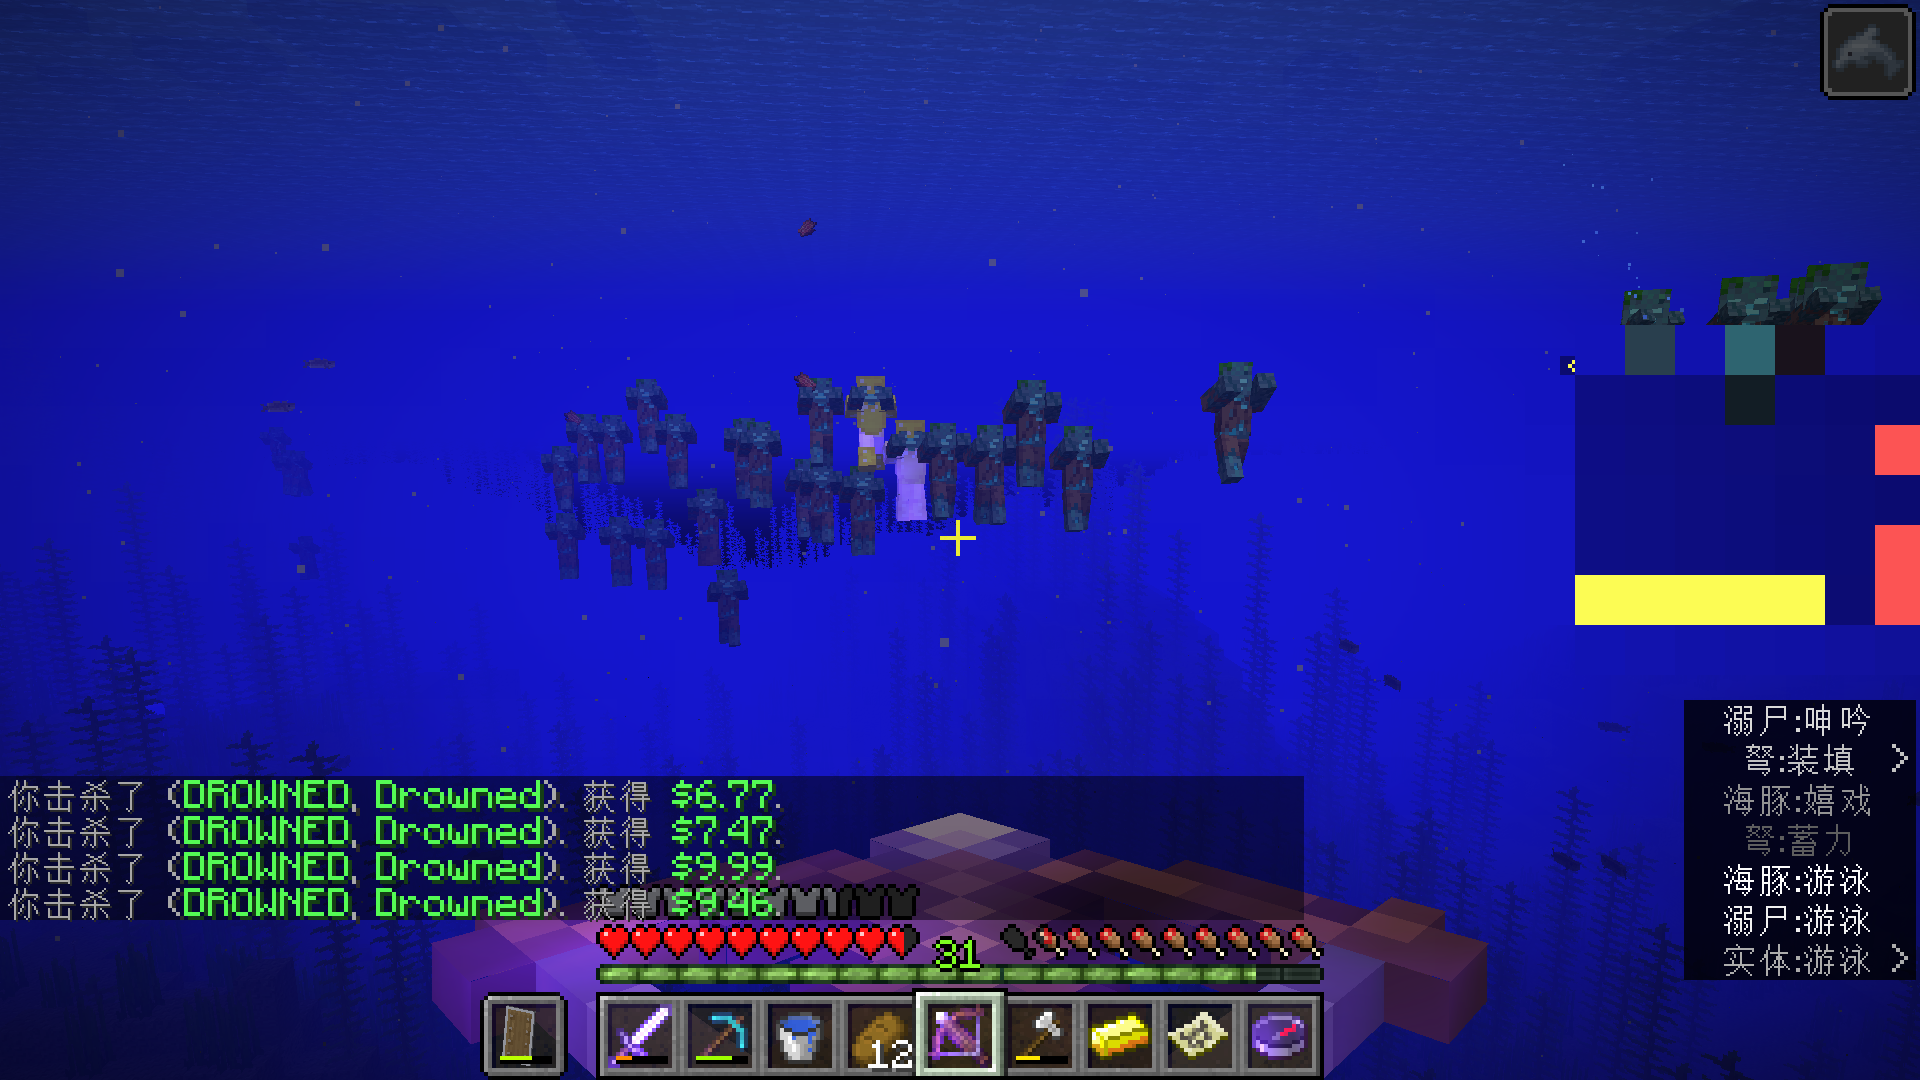 溺尸:呻吟
弩:装填 >
海豚:嬉戏
弩:蓄力
海豚:游泳
溺尸:游泳
实体:游泳 >
你击杀了 (DROWNED, Drowned). 获得 $6.77.
你击杀了 (DROWNED, Drowned). 获得 $7.47.
你击杀了 (DROWNED, Drowned). 获得 $9.99.
你击杀了 (DROWNED, Drowned). 获得 $9.46.
31
12